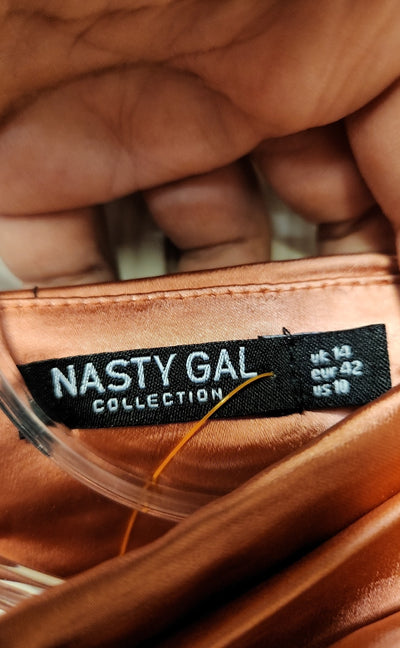 NASTY GAL
COLLECTION
UK 14
EUR 42
US 10